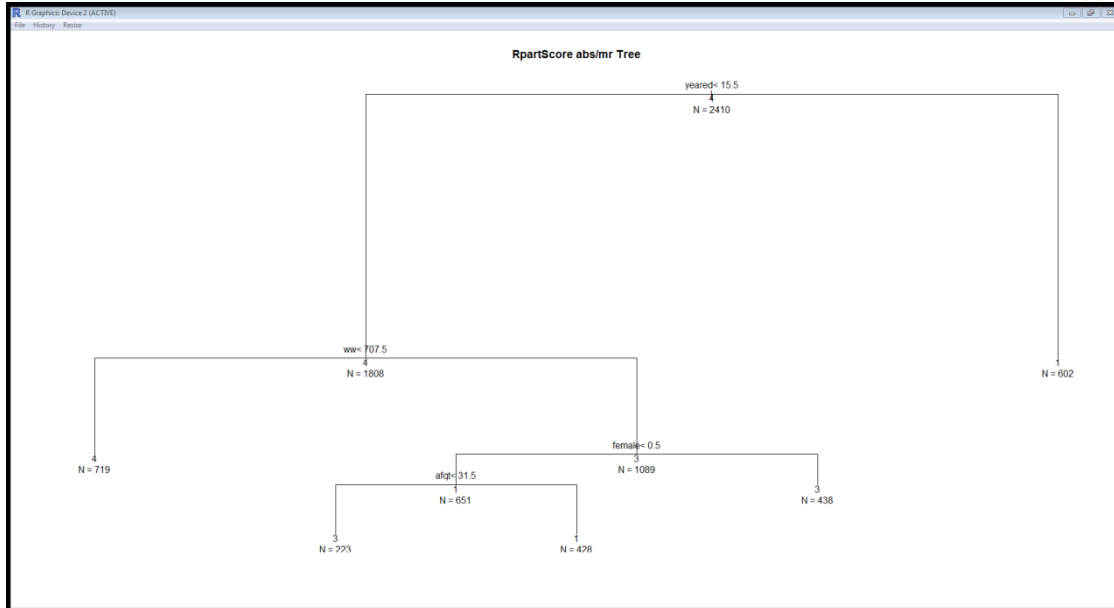 R Graphics: Device 2 (ACTIVE)
File History Resize
RpartScore abs/mr Tree
yeared< 15.5
4
N = 2410
ww< 707.5
4
N = 1808
1
N = 602
female< 0.5
4
N = 719
3
N = 1089
afqt< 31.5
1
N = 651
3
N = 438
3
N = 223
1
N = 428